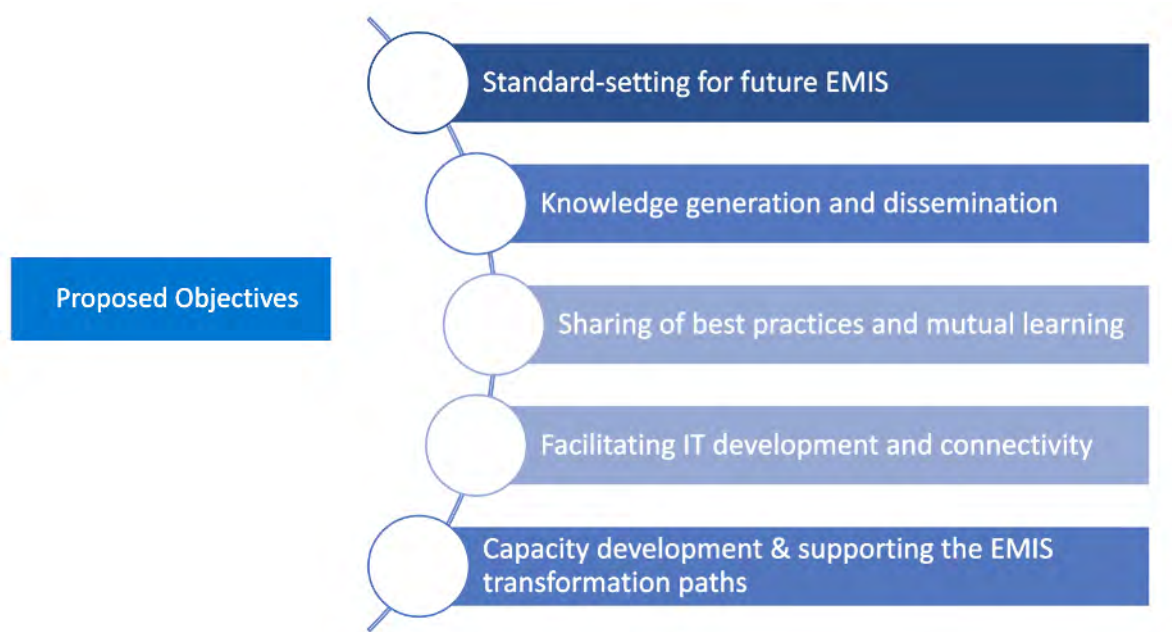 Proposed Objectives
Standard-setting for future EMIS
Knowledge generation and dissemination
Sharing of best practices and mutual learning
Facilitating IT development and connectivity
Capacity development & supporting the EMIS
transformation paths